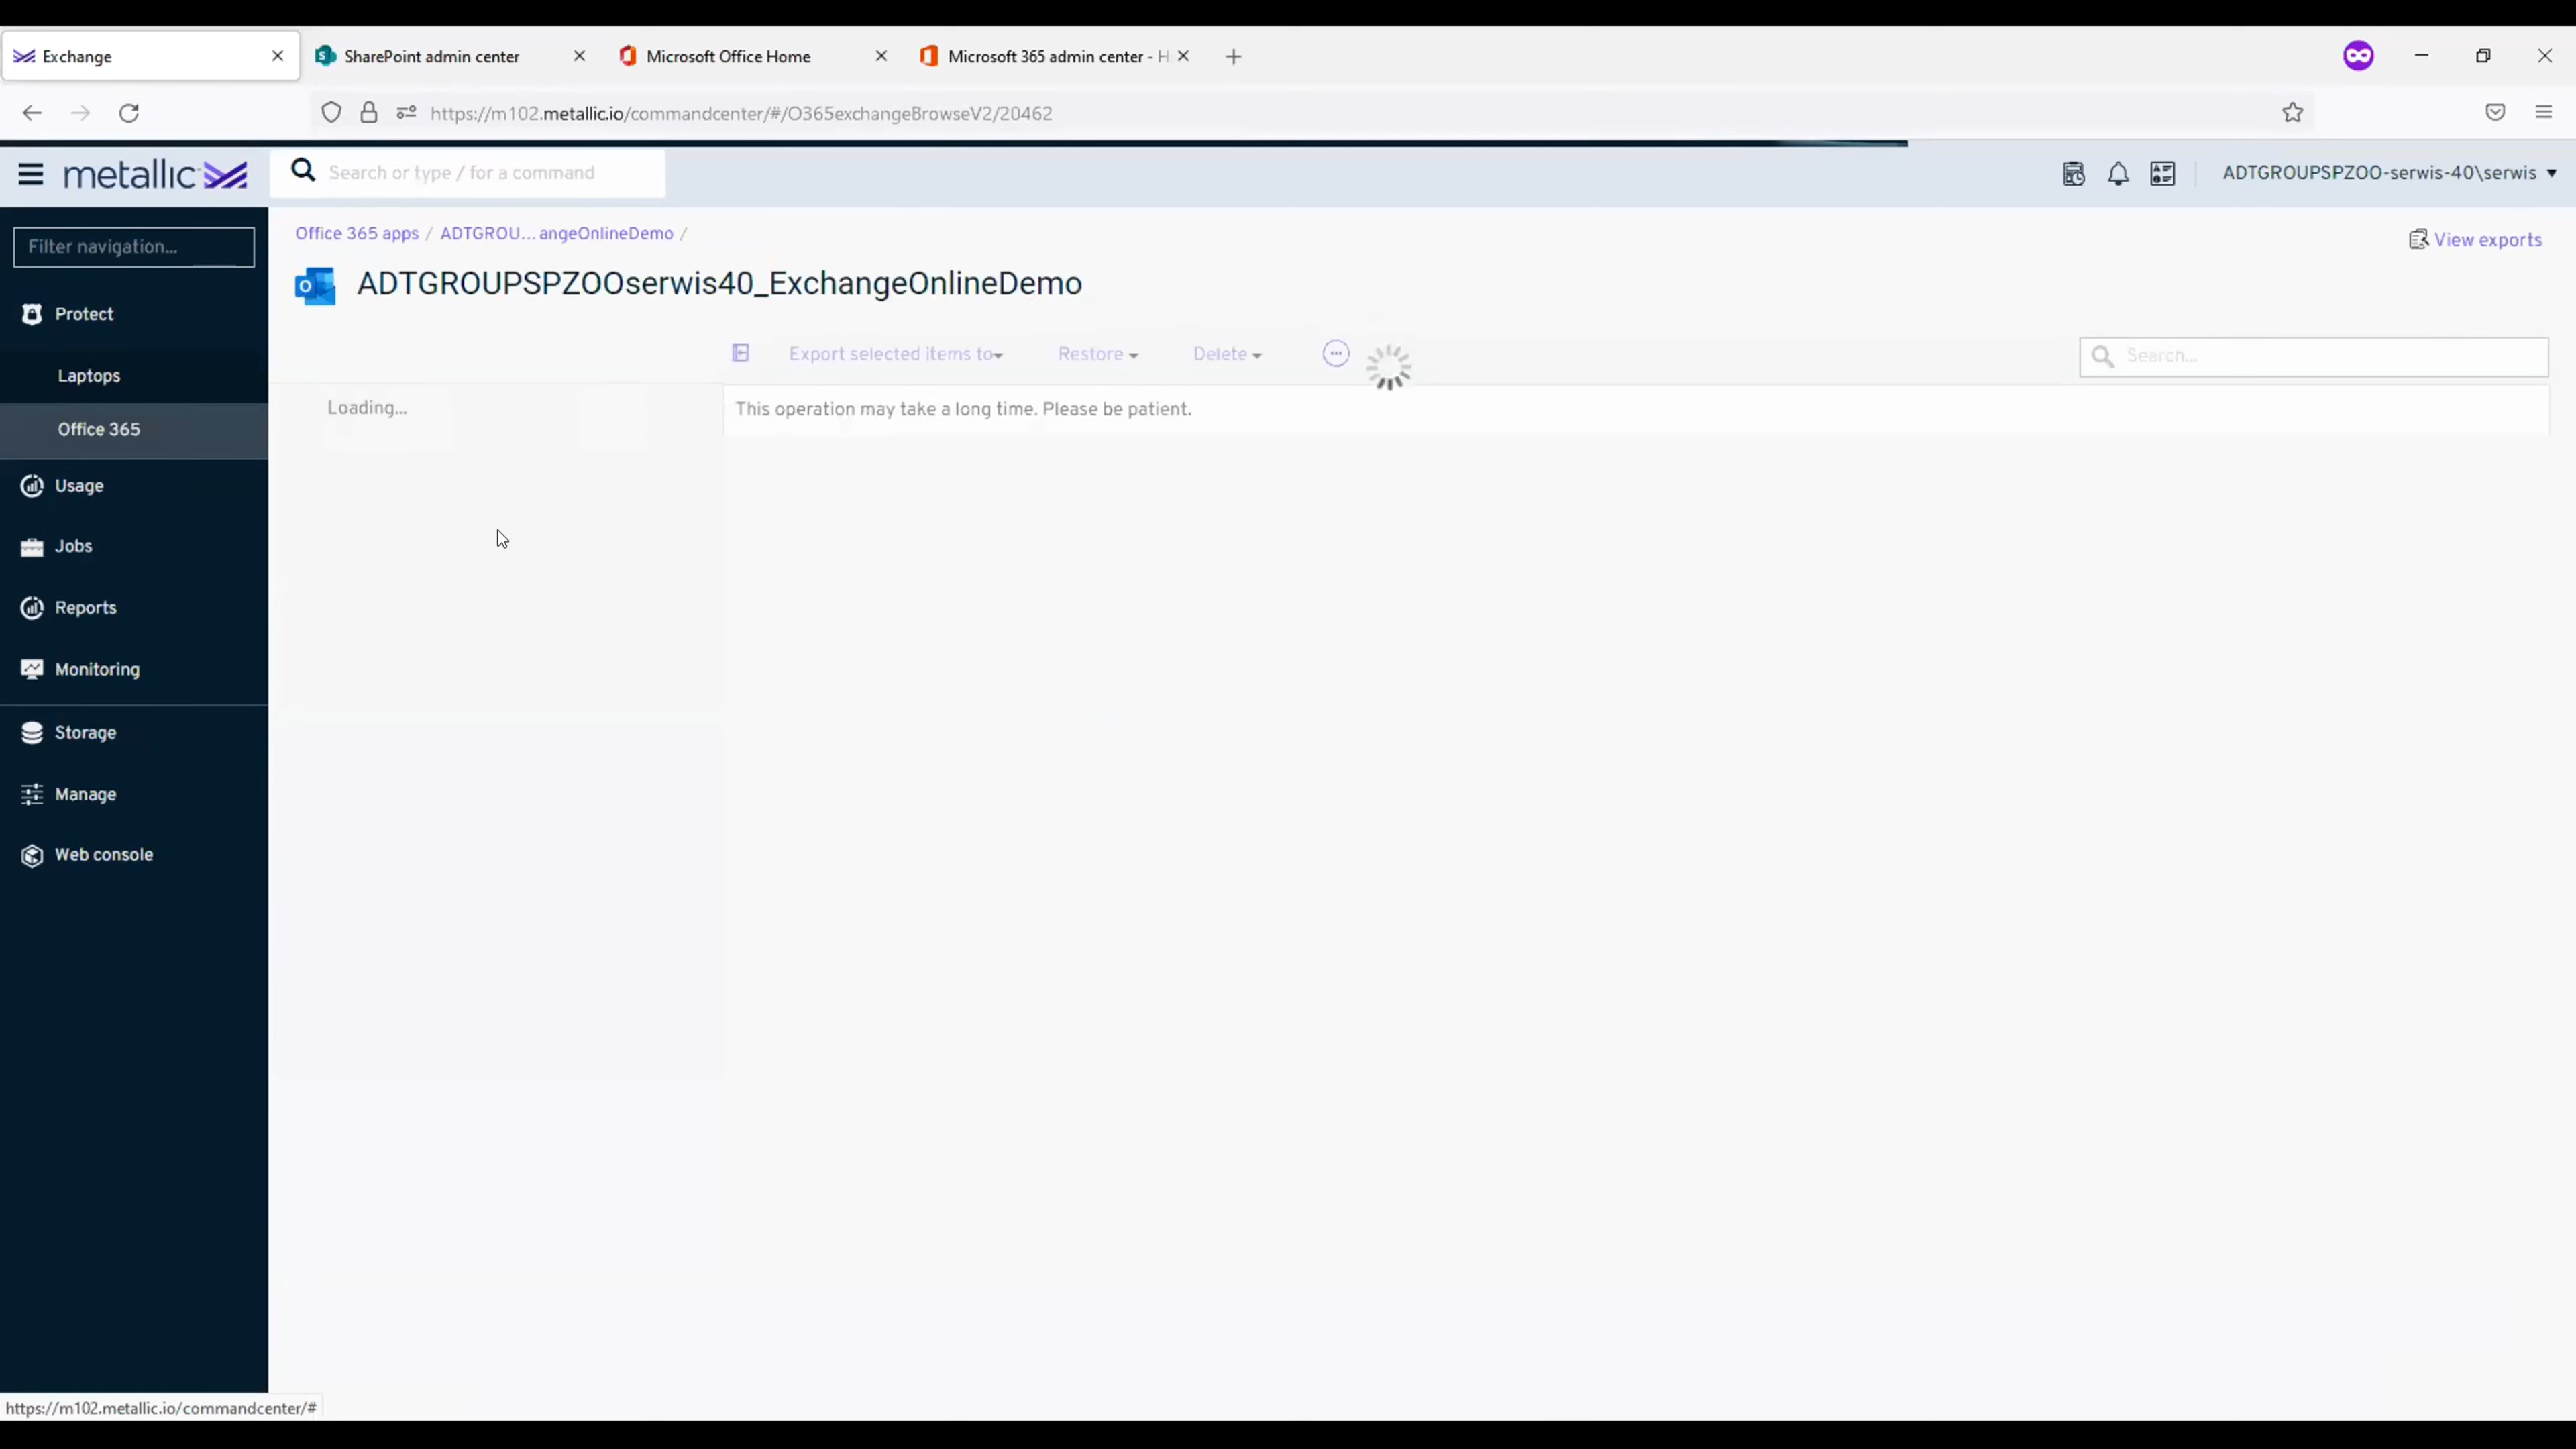 Exchange
SharePoint admin center
Microsoft Office Home
Microsoft 365 admin center - H
https://m102.metallic.io/commandcenter/#/O365exchangeBrowseV2/20462
metallic
Search or type / for a command
ADTGROUPSPZOO-serwis-40\serwis
Filter navigation...
Protect
Laptops
Office 365
Usage
Jobs
Reports
Monitoring
Storage
Manage
Web console
Office 365 apps / ADTGROU... angeOnlineDemo /
View exports
ADTGROUPSPZOOserwis40_ExchangeOnlineDemo
Export selected items to
Restore
Delete
Search...
Loading...
This operation may take a long time. Please be patient.
https://m102.metallic.io/commandcenter/#